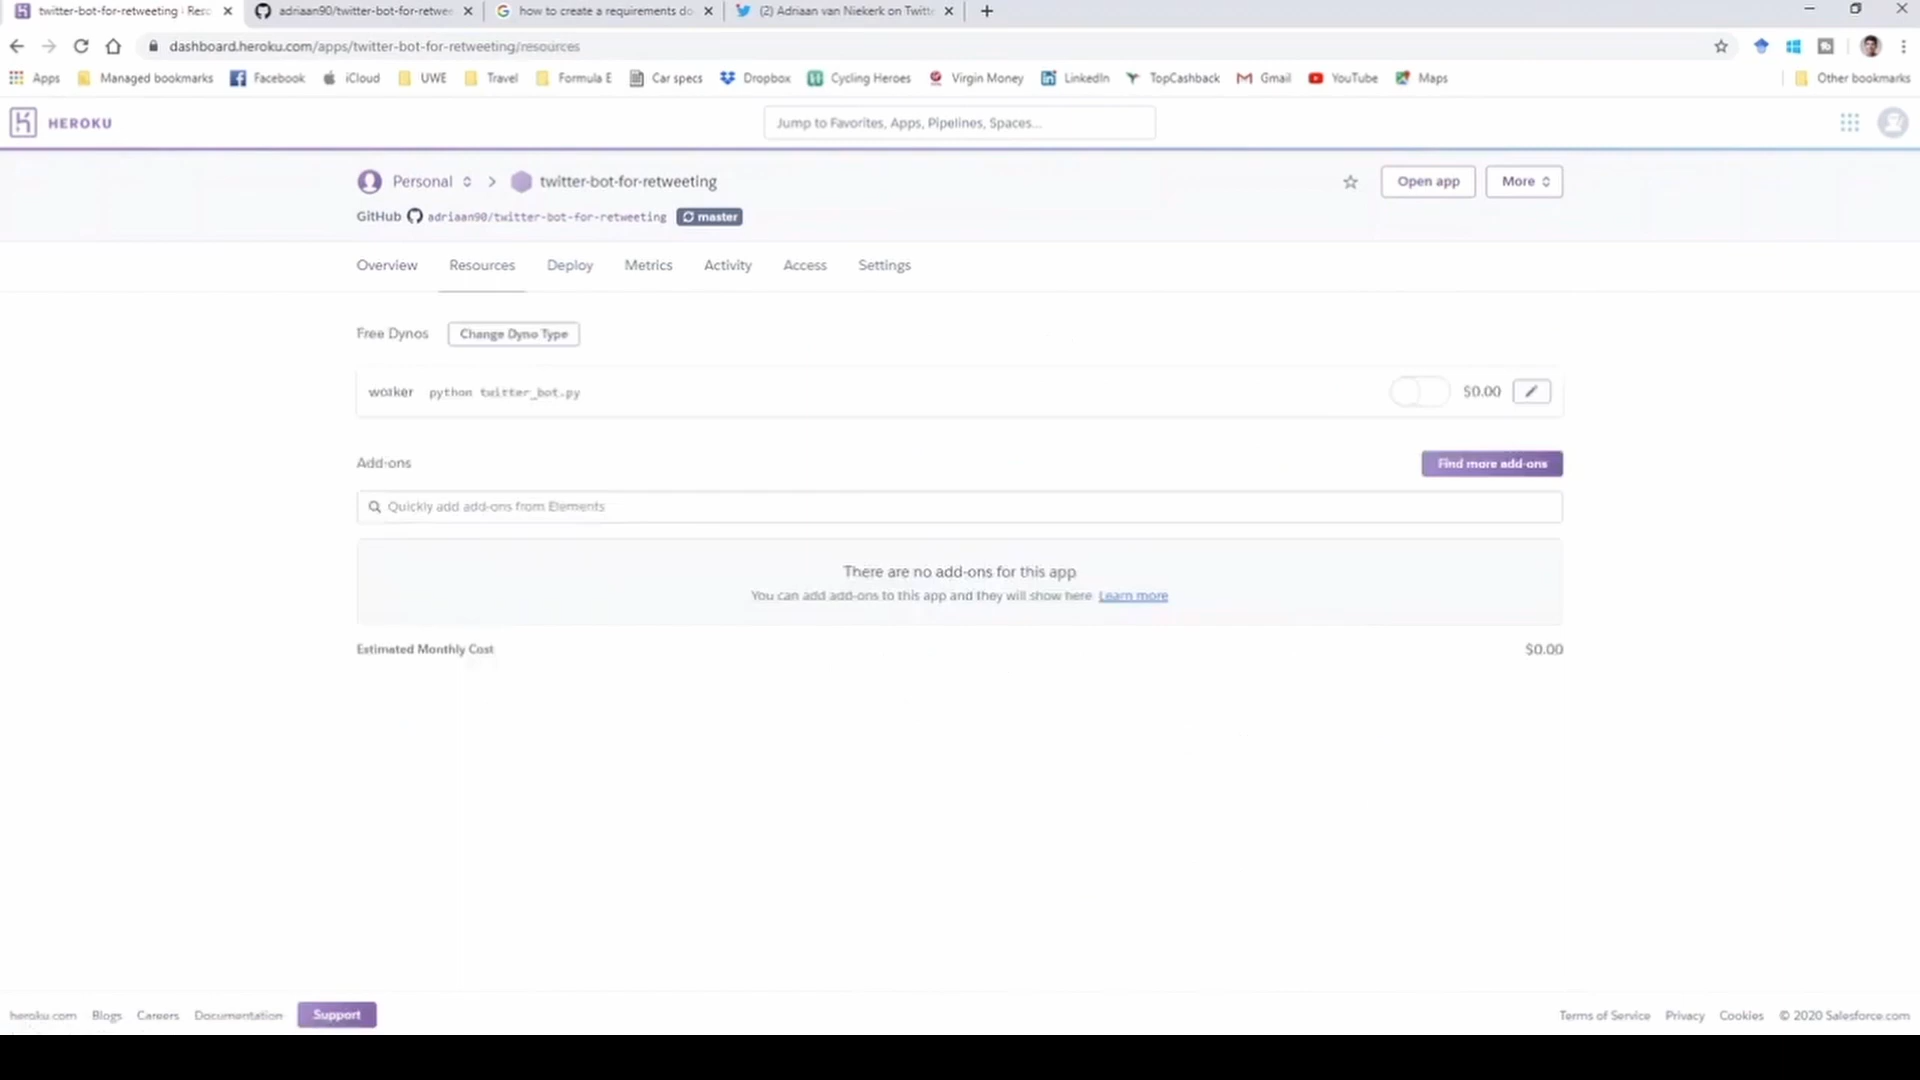 twitter-bot-for-retweeting · Reso
adriaan90/twitter-bot-for-retwee
how to create a requirements do
(2) Adriaan van Niekerk on Twitte
dashboard.heroku.com/apps/twitter-bot-for-retweeting/resources
Apps Managed bookmarks Facebook iCloud UWE Travel Formula E Car specs Dropbox Cycling Heroes Virgin Money LinkedIn TopCashback Gmail YouTube Maps Other bookmarks
HEROKU Jump to Favorites, Apps, Pipelines, Spaces...
Personal > twitter-bot-for-retweeting Open app More
GitHub adriaan90/twitter-bot-for-retweeting master
Overview Resources Deploy Metrics Activity Access Settings
Free Dynos Change Dyno Type
worker python twitter_bot.py $0.00
Add-ons Find more add-ons
Quickly add add-ons from Elements
There are no add-ons for this app
You can add add-ons to this app and they will show here Learn more
Estimated Monthly Cost $0.00
heroku.com Blogs Careers Documentation Support Terms of Service Privacy Cookies © 2020 Salesforce.com